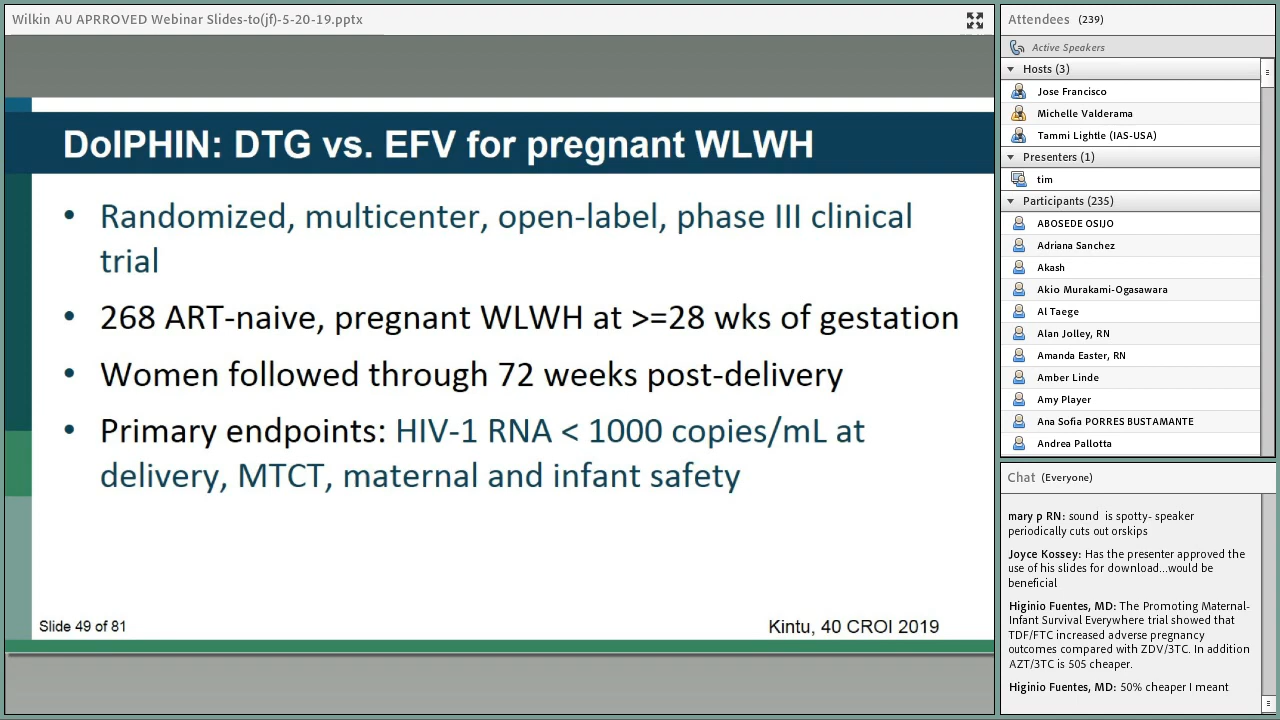 Wilkin AU APRROVED Webinar Slides-to(jf)-5-20-19.pptx
DolPHIN: DTG vs. EFV for pregnant WLWH
• Randomized, multicenter, open-label, phase III clinical
trial
• 268 ART-naive, pregnant WLWH at >=28 wks of gestation
• Women followed through 72 weeks post-delivery
• Primary endpoints: HIV-1 RNA < 1000 copies/mL at
delivery, MTCT, maternal and infant safety
Slide 49 of 81
Kintu, 40 CROI 2019
Attendees (239)
Active Speakers
Hosts (3)
Jose Francisco
Michelle Valderama
Tammi Lightle (IAS-USA)
Presenters (1)
tim
Participants (235)
ABOSEDE OSIJO
Adriana Sanchez
Akash
Akio Murakami-Ogasawara
Al Taege
Alan Jolley, RN
Amanda Easter, RN
Amber Linde
Amy Player
Ana Sofia PORRES BUSTAMANTE
Andrea Pallotta
Chat (Everyone)
mary p RN: sound is spotty- speaker
periodically cuts out orskips
Joyce Kossey: Has the presenter approved the
use of his slides for download...would be
beneficial
Higinio Fuentes, MD: The Promoting Maternal-
Infant Survival Everywhere trial showed that
TDF/FTC increased adverse pregnancy
outcomes compared with ZDV/3TC. In addition
AZT/3TC is 505 cheaper.
Higinio Fuentes, MD: 50% cheaper I meant